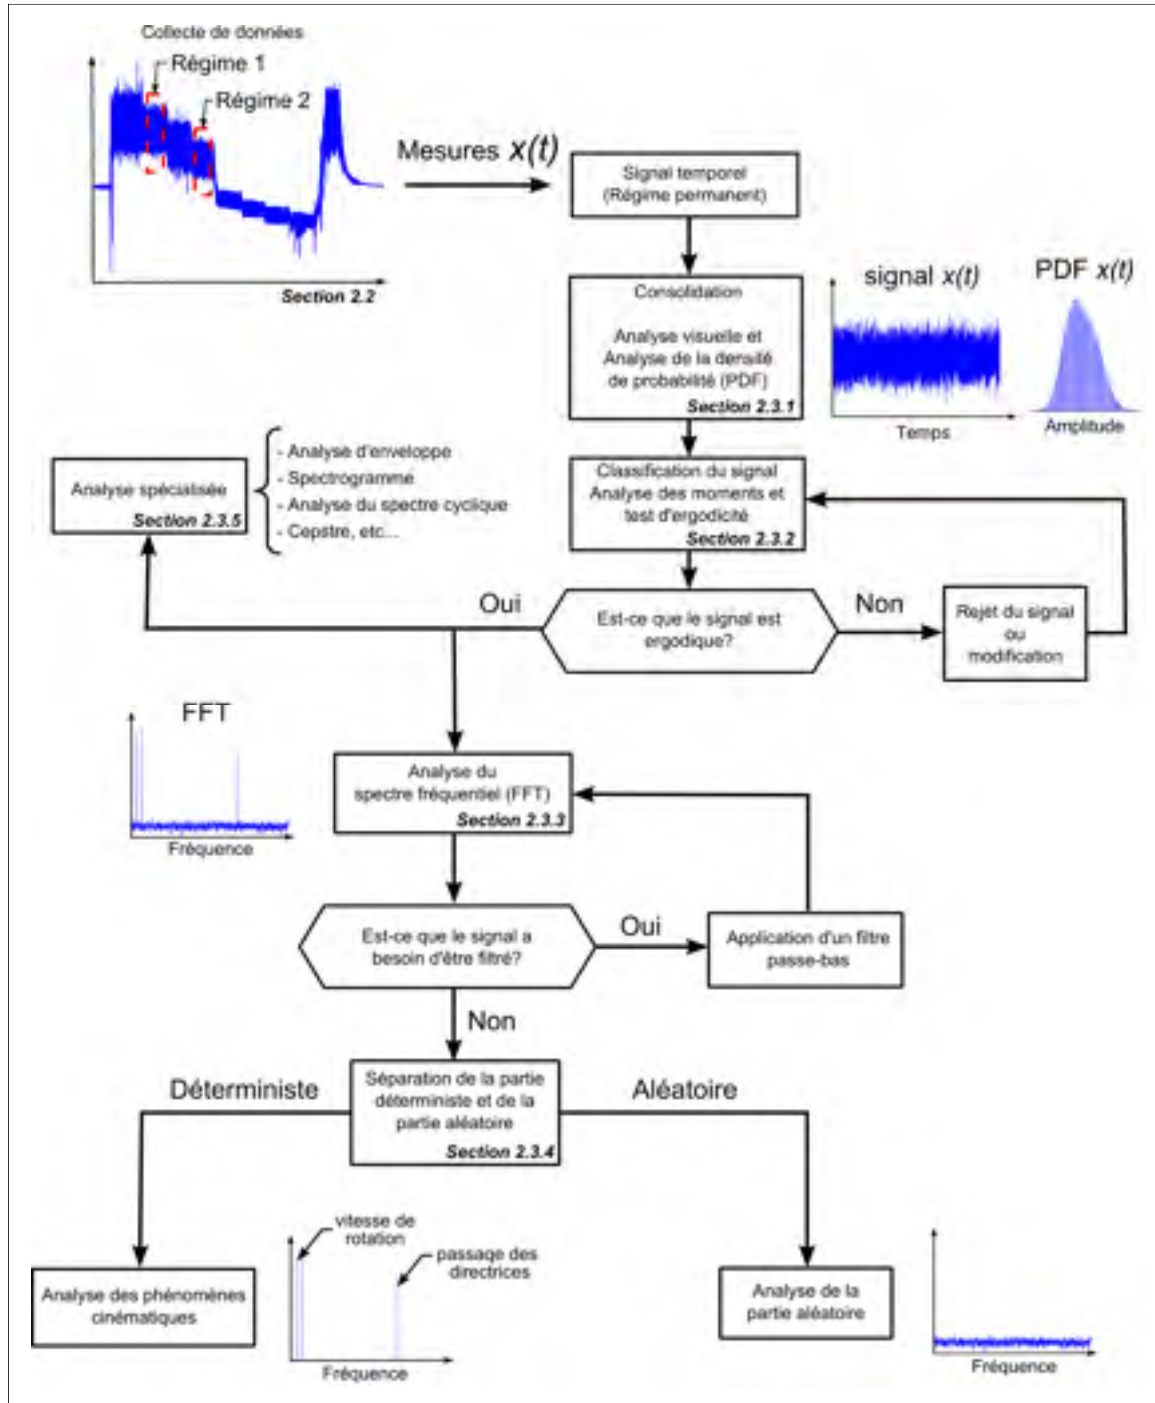 Collecte de données
Régime 1
Régime 2
Section 2.2
Mesures x(t)
Signal temporel
(Régime permanent)
Consolidation
Analyse visuelle et
Analyse de la densité
de probabilité (PDF)
Section 2.3.1
signal x(t)
Temps
PDF x(t)
Amplitude
Analyse spécialisée
Section 2.3.5
- Analyse d'enveloppe
- Spectrogramme
- Analyse du spectre cyclique
- Cepstre, etc...
Classification du signal
Analyse des moments et
test d'ergodicité
Section 2.3.2
Oui
Est-ce que le signal est
ergodique?
Non
Rejet du signal
ou
modification
FFT
Fréquence
Analyse du
spectre fréquentiel (FFT)
Section 2.3.3
Est-ce que le signal a
besoin d'être filtré?
Oui
Application d'un filtre
passe-bas
Non
Déterministe
Séparation de la partie
déterministe et de la
partie aléatoire
Section 2.3.4
Aléatoire
Analyse des phénomènes
cinématiques
vitesse de
rotation
passage des
directrices
Fréquence
Analyse de la
partie aléatoire
Fréquence